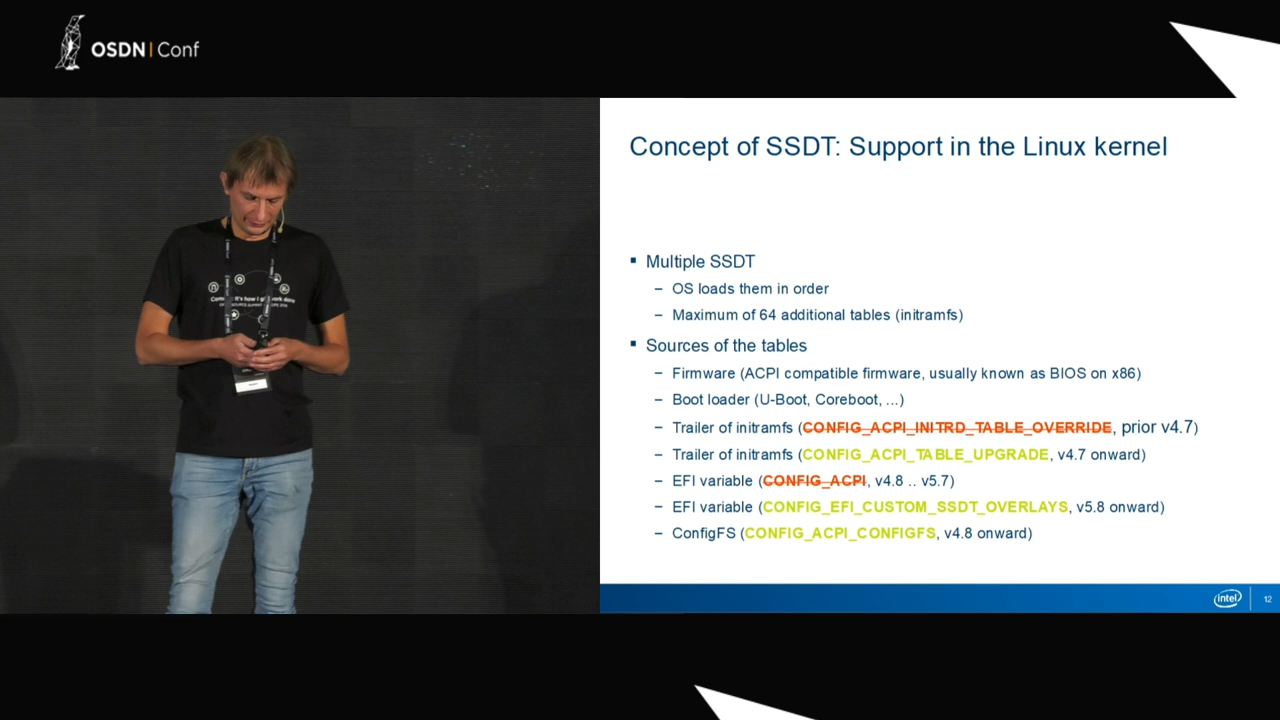 OSDN | Conf
Concept of SSDT: Support in the Linux kernel
▪ Multiple SSDT
– OS loads them in order
– Maximum of 64 additional tables (initramfs)
▪ Sources of the tables
– Firmware (ACPI compatible firmware, usually known as BIOS on x86)
– Boot loader (U-Boot, Coreboot, ...)
– Trailer of initramfs (CONFIG_ACPI_INITRD_TABLE_OVERRIDE, prior v4.7)
– Trailer of initramfs (CONFIG_ACPI_TABLE_UPGRADE, v4.7 onward)
– EFI variable (CONFIG_ACPI, v4.8 .. v5.7)
– EFI variable (CONFIG_EFI_CUSTOM_SSDT_OVERLAYS, v5.8 onward)
– ConfigFS (CONFIG_ACPI_CONFIGFS, v4.8 onward)
intel
12